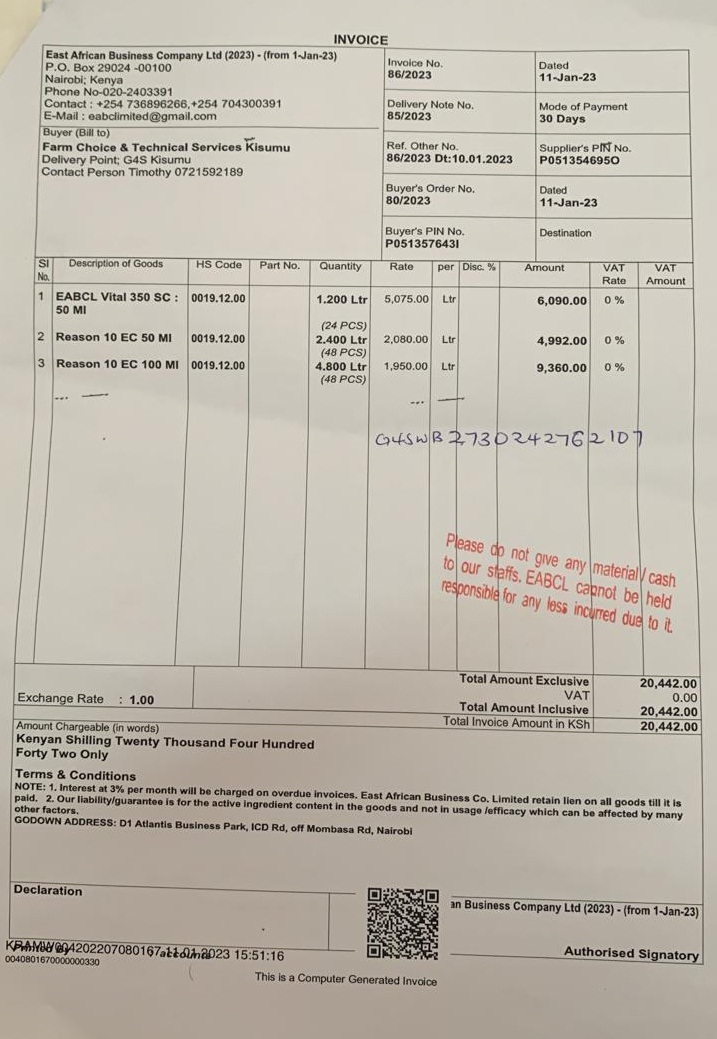 INVOICE
East African Business Company Ltd (2023) - (from 1-Jan-23)
P.O. Box 29024 -00100
Nairobi; Kenya
Phone No-020-2403391
Contact : +254 736896266,+254 704300391
E-Mail : eabclimited@gmail.com
Buyer (Bill to)
Farm Choice & Technical Services Kisumu
Delivery Point; G4S Kisumu
Contact Person Timothy 0721592189
Invoice No.
86/2023
Dated
11-Jan-23
Delivery Note No.
85/2023
Mode of Payment
30 Days
Ref. Other No.
86/2023 Dt:10.01.2023
Supplier's PIN No.
P051354695O
Buyer's Order No.
80/2023
Dated
11-Jan-23
Buyer's PIN No.
P051357643I
Destination
SI No. Description of Goods HS Code Part No. Quantity Rate per Disc. % Amount VAT Rate VAT Amount
1 EABCL Vital 350 SC : 0019.12.00 1.200 Ltr 5,075.00 Ltr 6,090.00 0 %
50 Ml
(24 PCS)
2 Reason 10 EC 50 Ml 0019.12.00 2.400 Ltr 2,080.00 Ltr 4,992.00 0 %
(48 PCS)
3 Reason 10 EC 100 Ml 0019.12.00 4.800 Ltr 1,950.00 Ltr 9,360.00 0 %
(48 PCS)
G4SWB2730242762107
Please do not give any material/ cash
to our staffs. EABCL cannot be held
responsible for any less incurred due to it.
Total Amount Exclusive 20,442.00
VAT 0.00
Exchange Rate : 1.00
Total Amount Inclusive 20,442.00
Total Invoice Amount in KSh 20,442.00
Amount Chargeable (in words)
Kenyan Shilling Twenty Thousand Four Hundred
Forty Two Only
Terms & Conditions
NOTE: 1. Interest at 3% per month will be charged on overdue invoices. East African Business Co. Limited retain lien on all goods till it is
paid. 2. Our liability/guarantee is for the active ingredient content in the goods and not in usage /efficacy which can be affected by many
other factors.
GODOWN ADDRESS: D1 Atlantis Business Park, ICD Rd, off Mombasa Rd, Nairobi
Declaration
an Business Company Ltd (2023) - (from 1-Jan-23)
Authorised Signatory
KRAMW004202207080167 11.01.2023 15:51:16
0040801670000000330
This is a Computer Generated Invoice